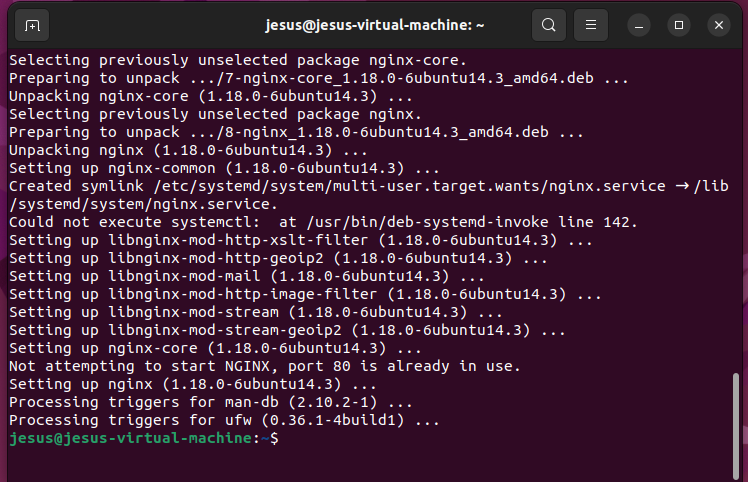 jesus@jesus-virtual-machine: ~
Selecting previously unselected package nginx-core.
Preparing to unpack .../7-nginx-core_1.18.0-6ubuntu14.3_amd64.deb ...
Unpacking nginx-core (1.18.0-6ubuntu14.3) ...
Selecting previously unselected package nginx.
Preparing to unpack .../8-nginx_1.18.0-6ubuntu14.3_amd64.deb ...
Unpacking nginx (1.18.0-6ubuntu14.3) ...
Setting up nginx-common (1.18.0-6ubuntu14.3) ...
Created symlink /etc/systemd/system/multi-user.target.wants/nginx.service → /lib
/systemd/system/nginx.service.
Could not execute systemctl:  at /usr/bin/deb-systemd-invoke line 142.
Setting up libnginx-mod-http-xslt-filter (1.18.0-6ubuntu14.3) ...
Setting up libnginx-mod-http-geoip2 (1.18.0-6ubuntu14.3) ...
Setting up libnginx-mod-mail (1.18.0-6ubuntu14.3) ...
Setting up libnginx-mod-http-image-filter (1.18.0-6ubuntu14.3) ...
Setting up libnginx-mod-stream (1.18.0-6ubuntu14.3) ...
Setting up libnginx-mod-stream-geoip2 (1.18.0-6ubuntu14.3) ...
Setting up nginx-core (1.18.0-6ubuntu14.3) ...
Not attempting to start NGINX, port 80 is already in use.
Setting up nginx (1.18.0-6ubuntu14.3) ...
Processing triggers for man-db (2.10.2-1) ...
Processing triggers for ufw (0.36.1-4build1) ...
jesus@jesus-virtual-machine:~$